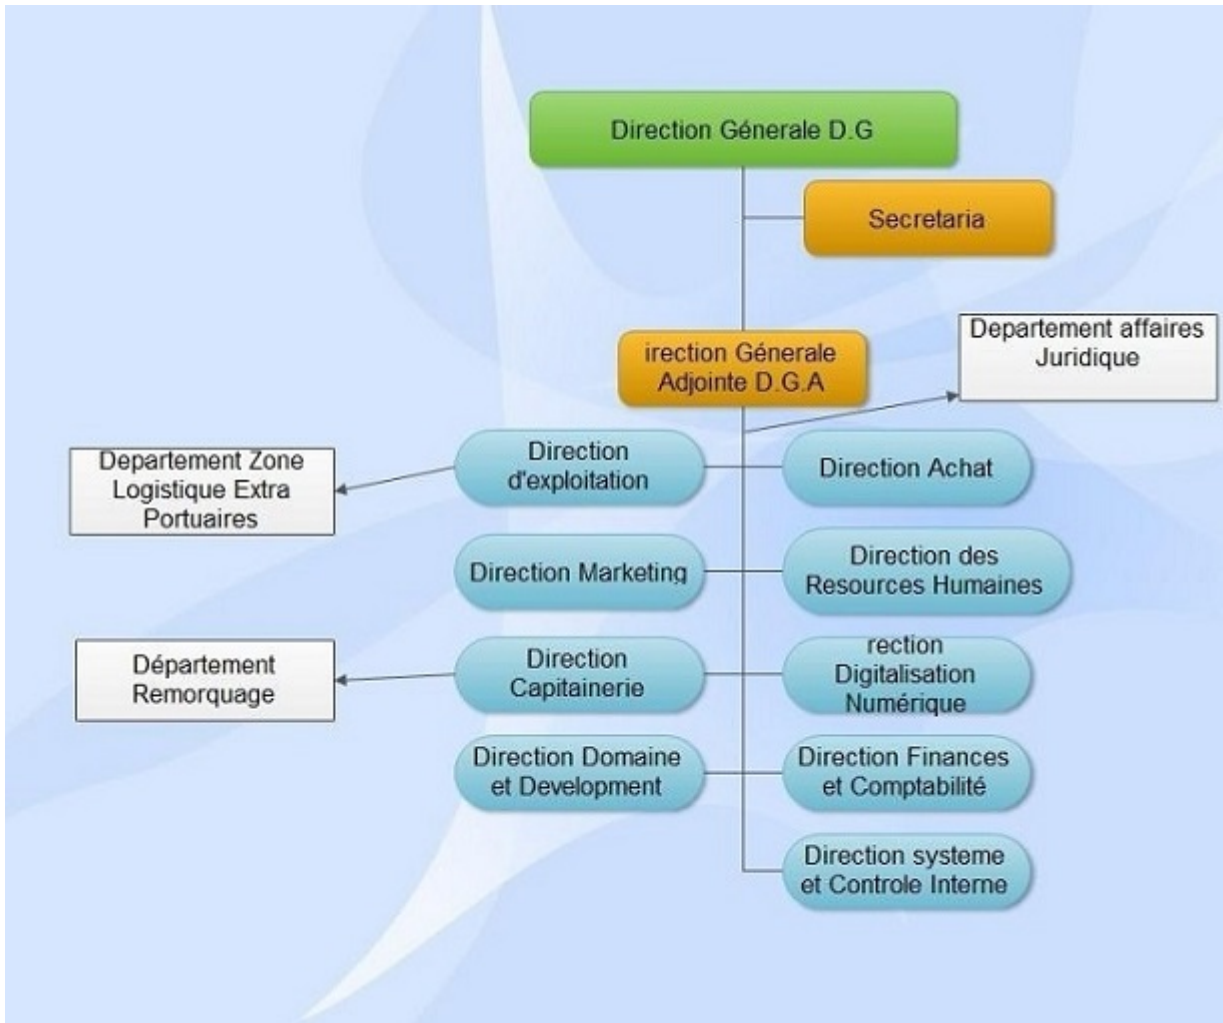 Direction Génerale D.G
Secretaria
irection Génerale
Adjointe D.G.A
Departement affaires
Juridique
Direction
d'exploitation
Direction Achat
Departement Zone
Logistique Extra
Portuaires
Direction Marketing
Direction des
Resources Humaines
Département
Remorquage
Direction
Capitainerie
rection
Digitalisation
Numérique
Direction Domaine
et Development
Direction Finances
et Comptabilité
Direction systeme
et Controle Interne